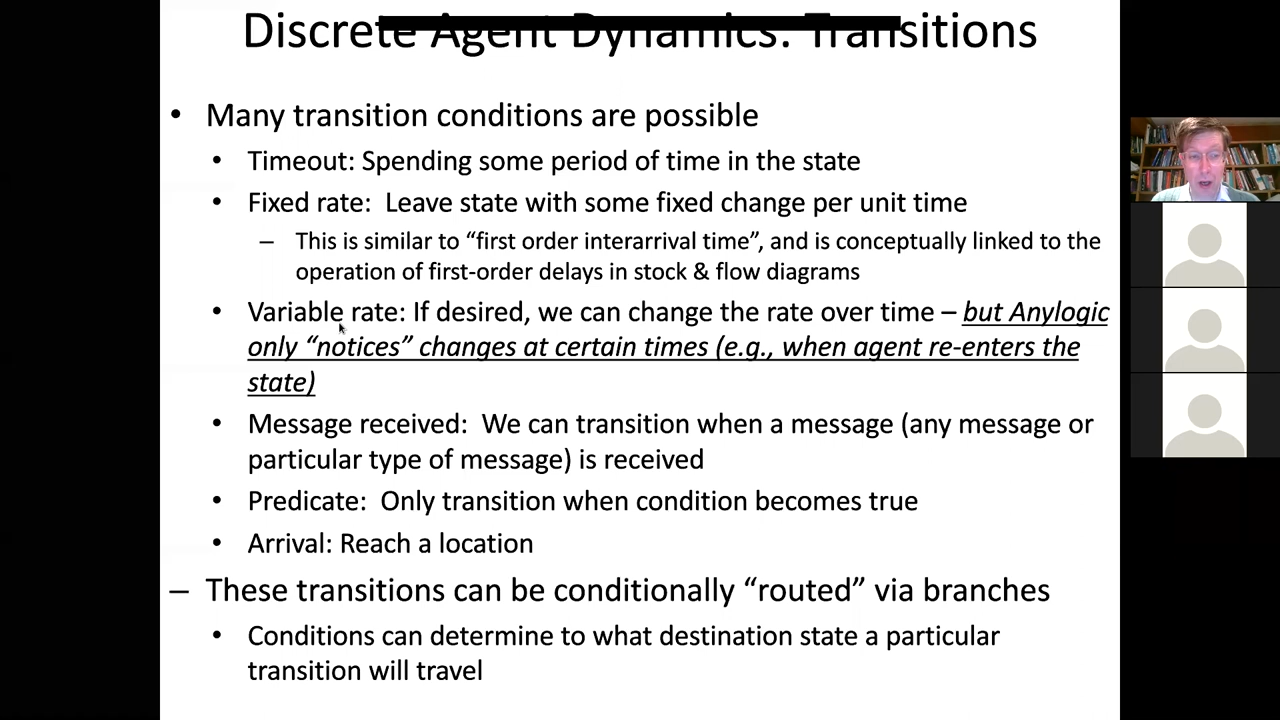 Discrete Agent Dynamics: Transitions
• Many transition conditions are possible
• Timeout: Spending some period of time in the state
• Fixed rate: Leave state with some fixed change per unit time
– This is similar to “first order interarrival time”, and is conceptually linked to the
operation of first-order delays in stock & flow diagrams
• Variable rate: If desired, we can change the rate over time – but Anylogic
only “notices” changes at certain times (e.g., when agent re-enters the
state)
• Message received: We can transition when a message (any message or
particular type of message) is received
• Predicate: Only transition when condition becomes true
• Arrival: Reach a location
– These transitions can be conditionally “routed” via branches
• Conditions can determine to what destination state a particular
transition will travel